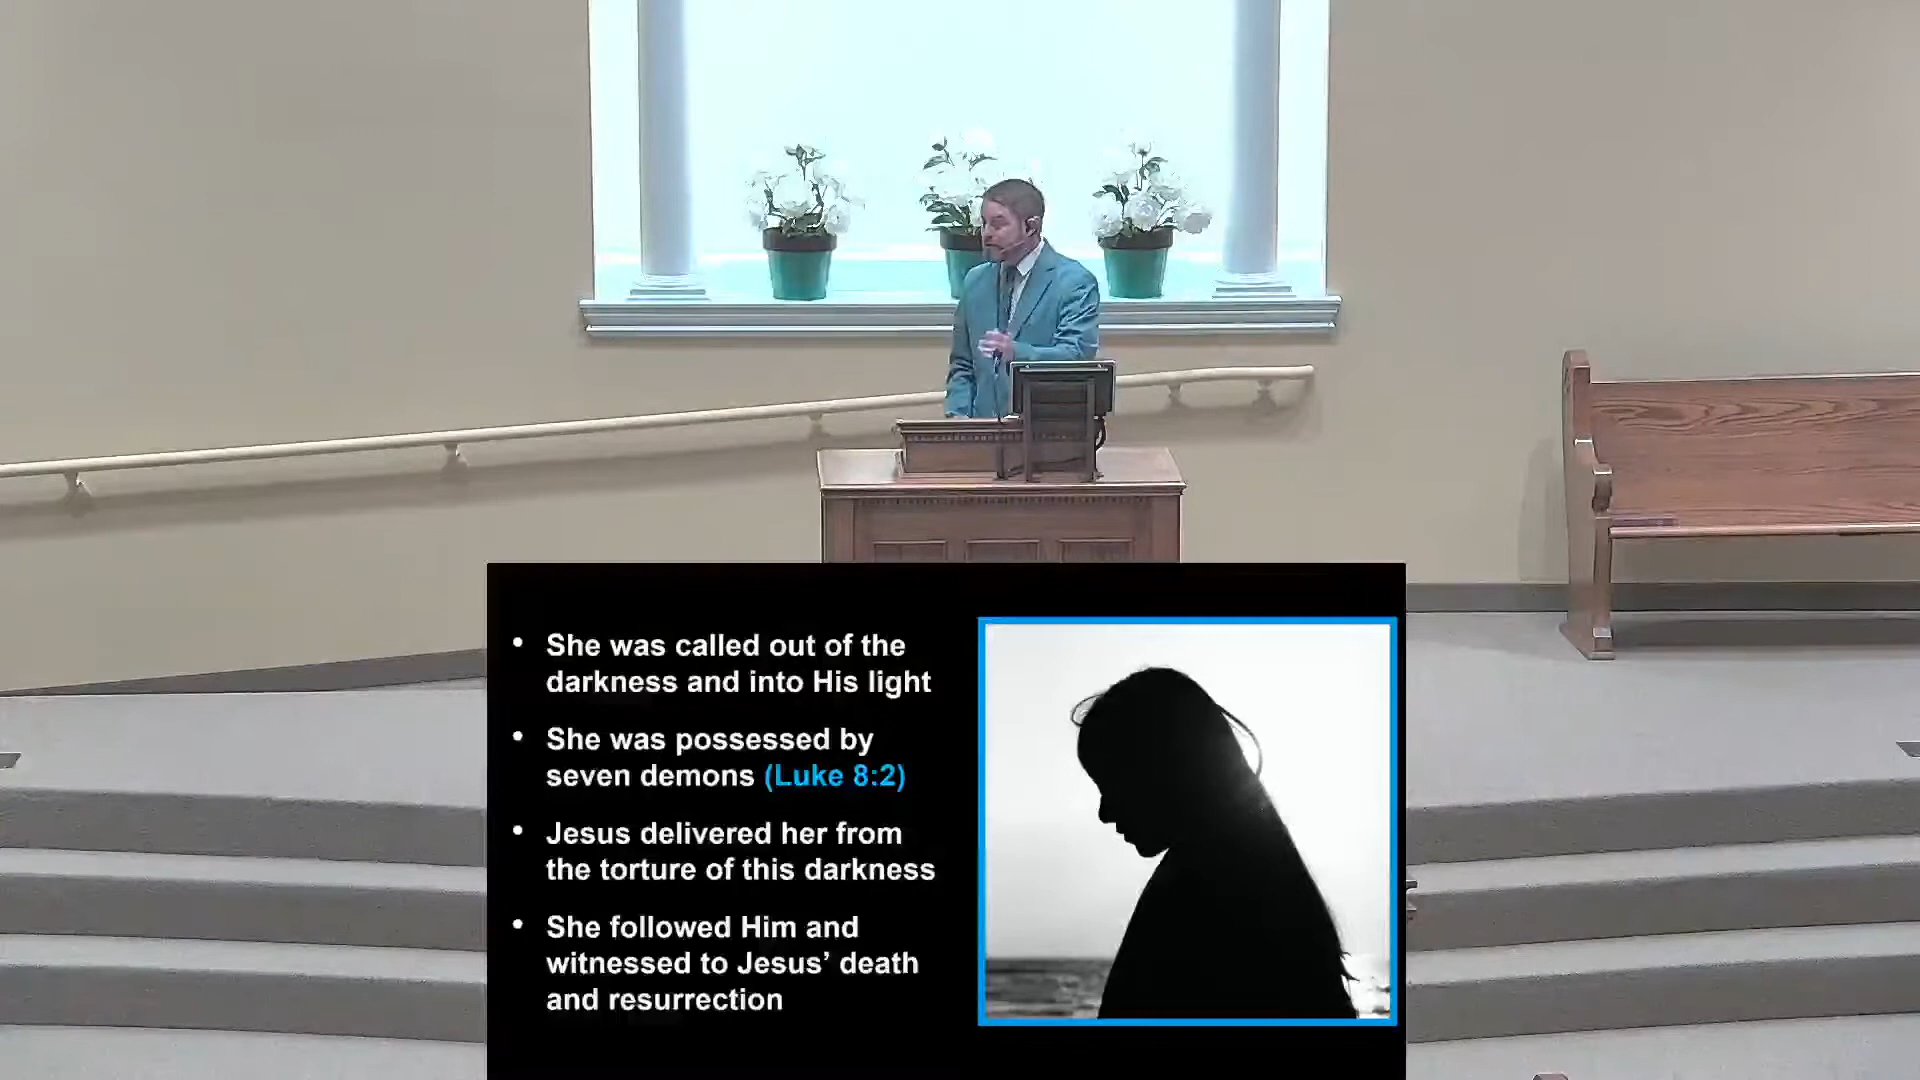 • She was called out of the
darkness and into His light
• She was possessed by
seven demons (Luke 8:2)
• Jesus delivered her from
the torture of this darkness
• She followed Him and
witnessed to Jesus’ death
and resurrection